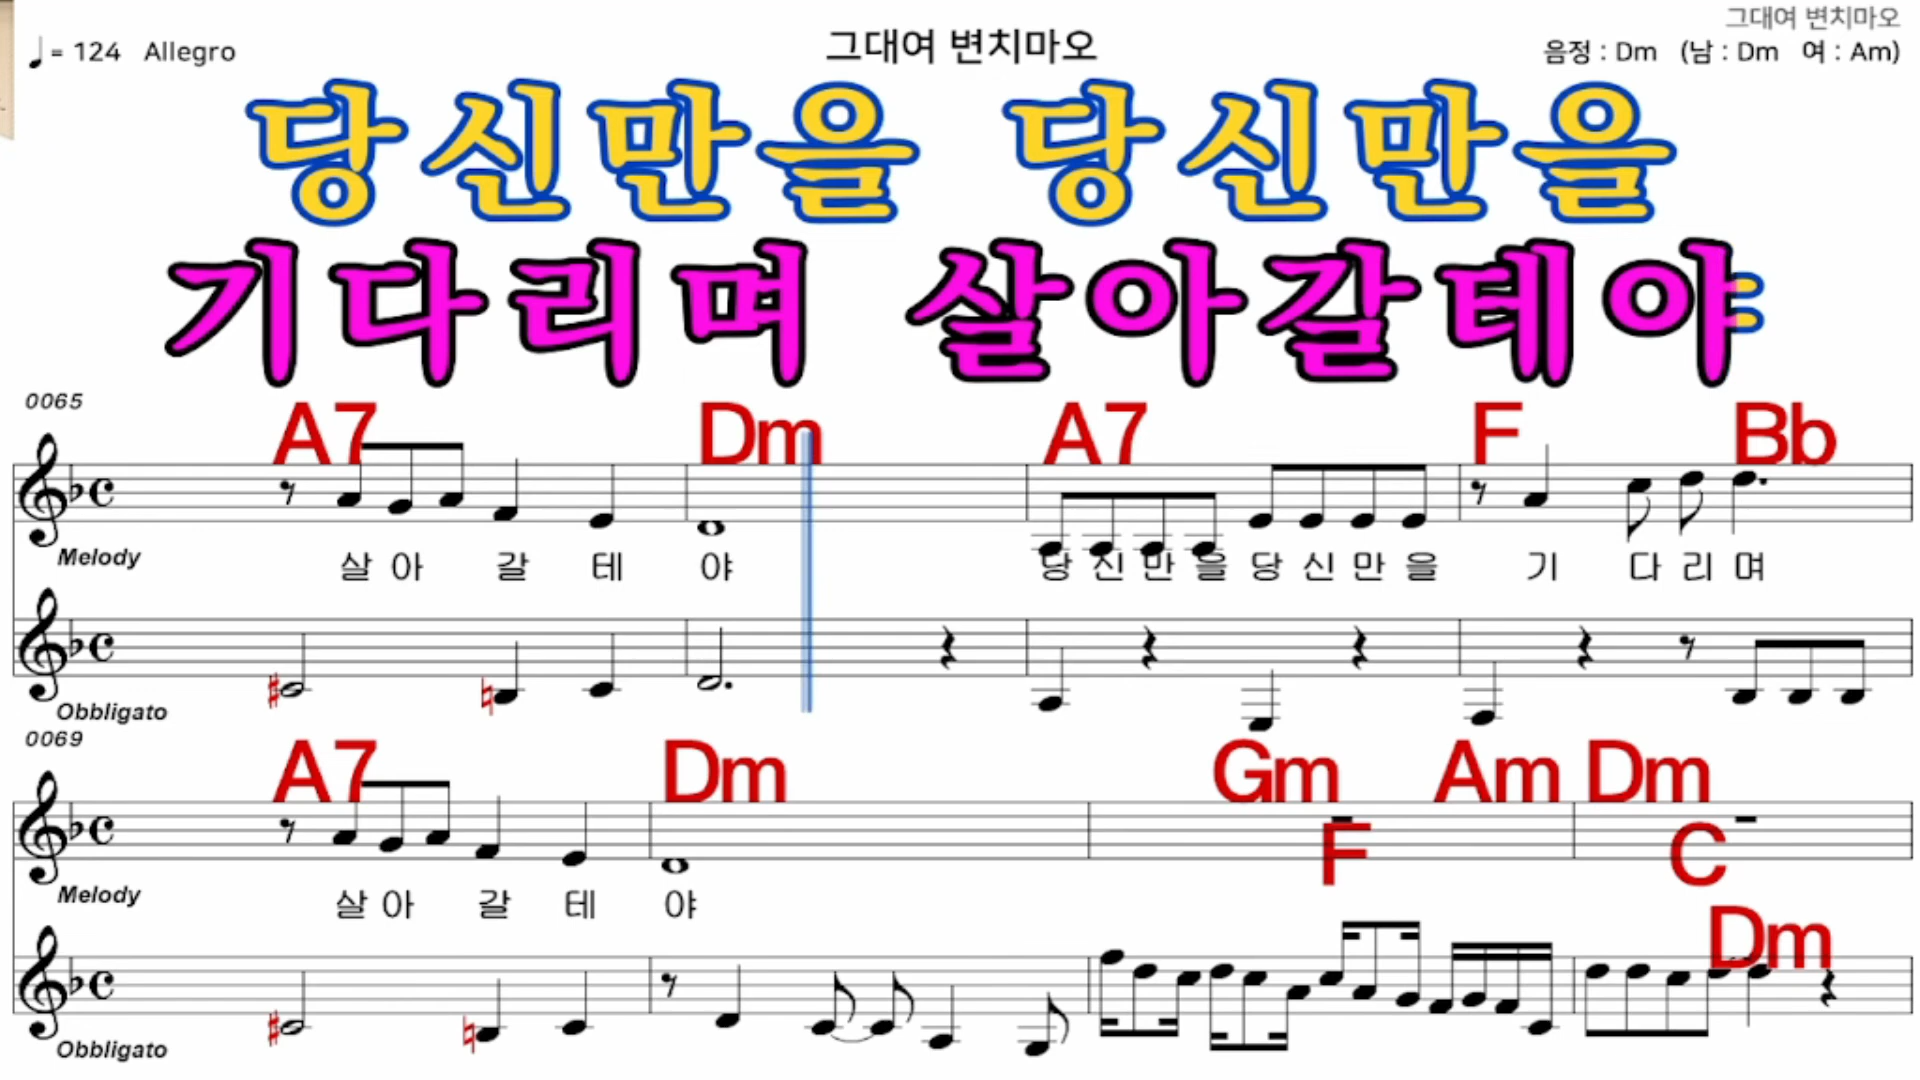 그대여 변치마오
♩= 124 Allegro
그대여 변치마오
음정 : Dm (남 : Dm 여 : Am)
당신만을 당신만을
기다리며 살아갈테야
0065
A7 Dm A7 F Bb
Melody
살 아 갈 테 야 당 신 만 을 당 신 만 을 기 다 리 며
Obbligato
0069
A7 Dm Gm Am Dm
F C
Melody
살 아 갈 테 야
Dm
Obbligato